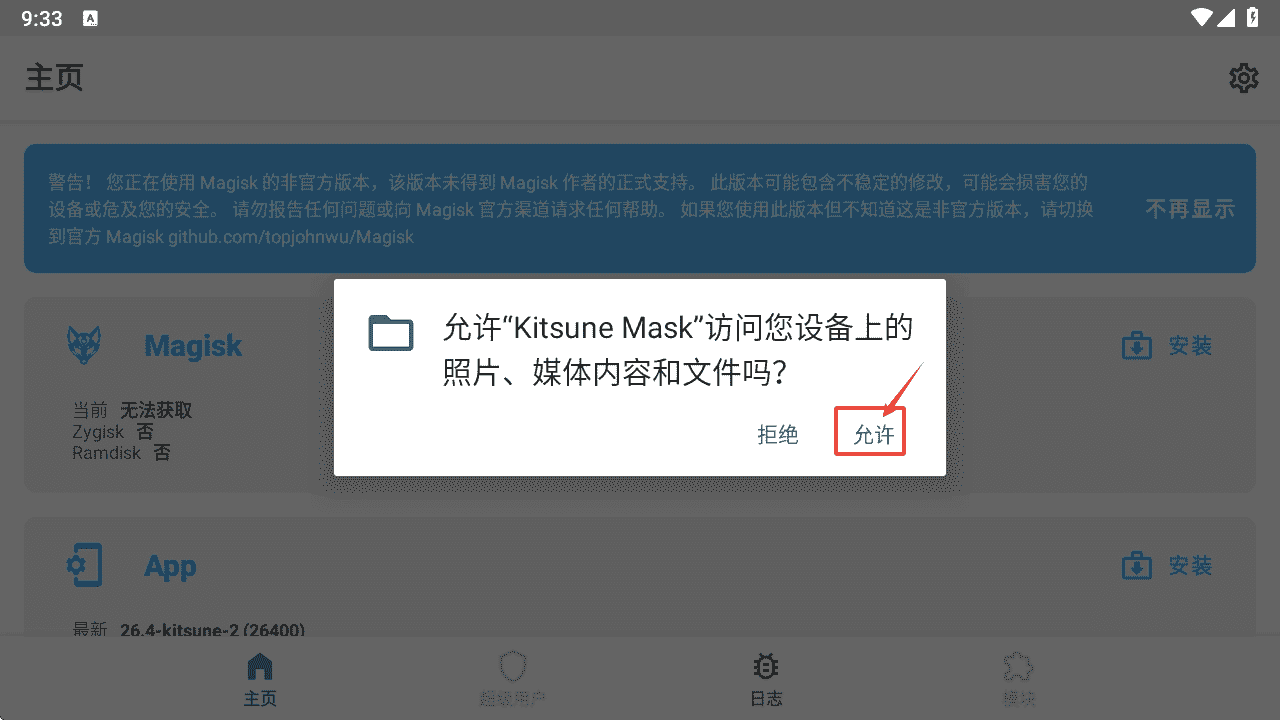 9:33
主页
警告！ 您正在使用 Magisk 的非官方版本，该版本未得到 Magisk 作者的正式支持。 此版本可能包含不稳定的修改，可能会损害您的
设备或危及您的安全。 请勿报告任何问题或向 Magisk 官方渠道请求任何帮助。 如果您使用此版本但不知道这是非官方版本，请切换
到官方 Magisk github.com/topjohnwu/Magisk
不再显示
允许“Kitsune Mask”访问您设备上的
照片、媒体内容和文件吗？
拒绝
允许
Magisk
安装
当前 无法获取
Zygisk 否
Ramdisk 否
App
安装
最新 26.4-kitsune-2 (26400)
主页
超级用户
日志
模块